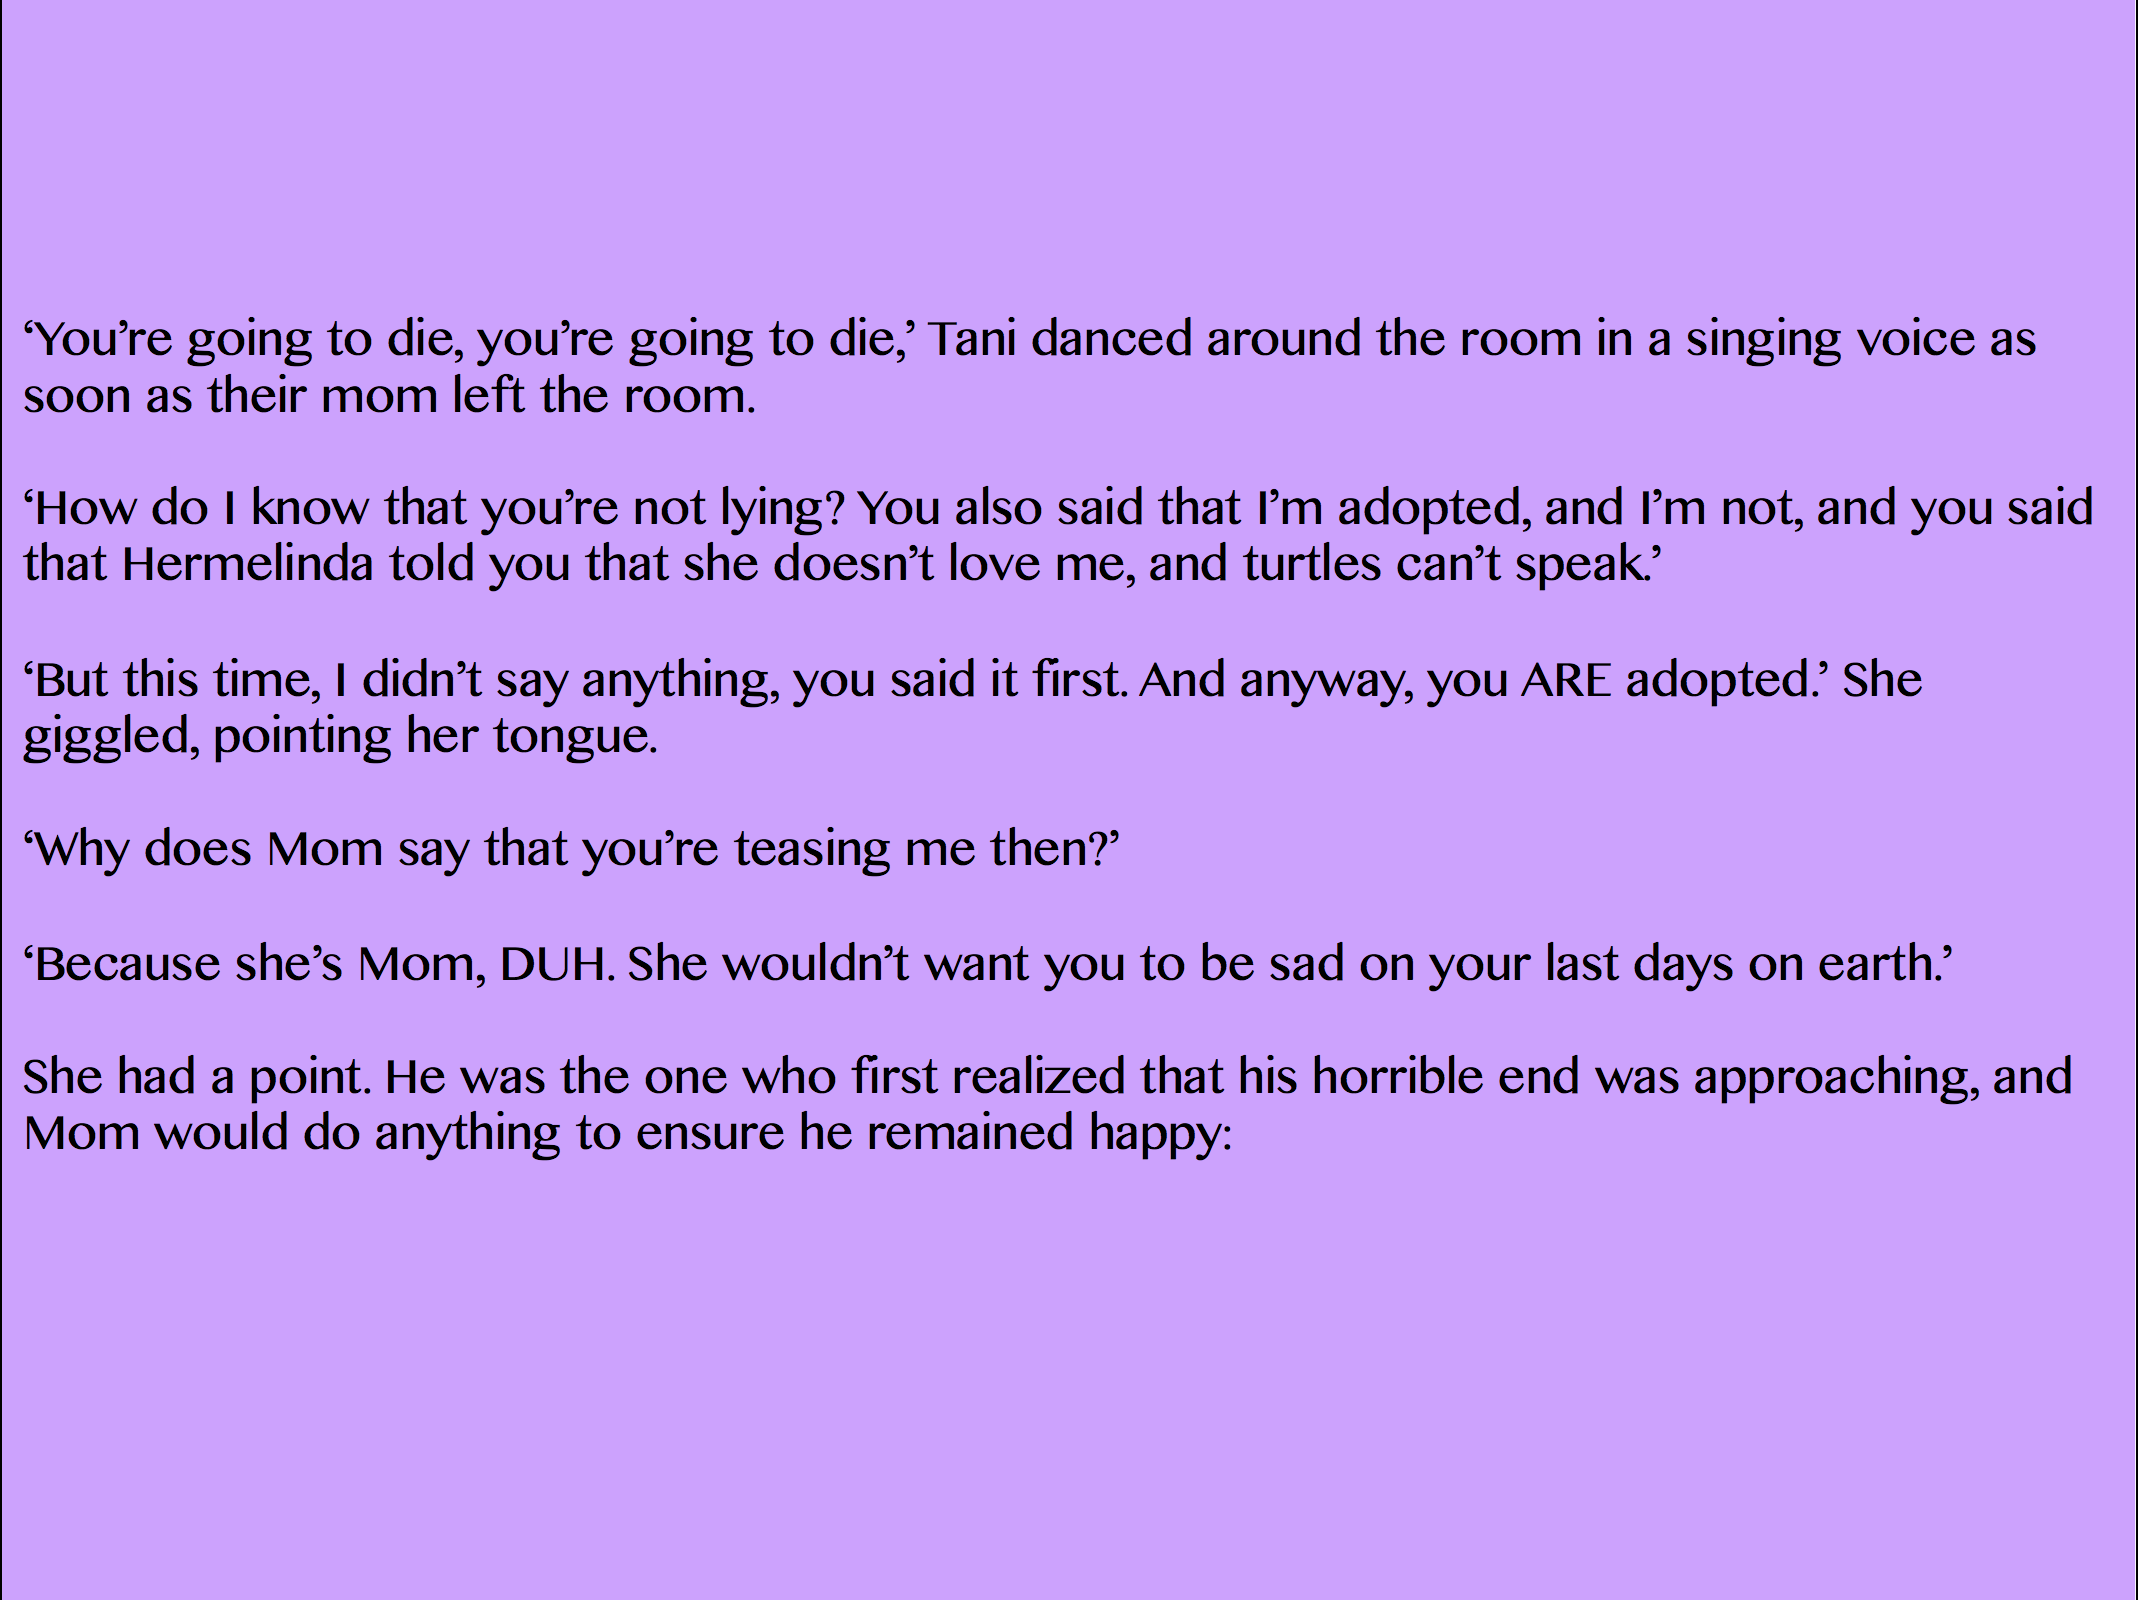 ‘You’re going to die, you’re going to die,’ Tani danced around the room in a singing voice as
soon as their mom left the room.
‘How do I know that you’re not lying? You also said that I’m adopted, and I’m not, and you said
that Hermelinda told you that she doesn’t love me, and turtles can’t speak.’
‘But this time, I didn’t say anything, you said it first. And anyway, you ARE adopted.’ She
giggled, pointing her tongue.
‘Why does Mom say that you’re teasing me then?’
‘Because she’s Mom, DUH. She wouldn’t want you to be sad on your last days on earth.’
She had a point. He was the one who first realized that his horrible end was approaching, and
Mom would do anything to ensure he remained happy: